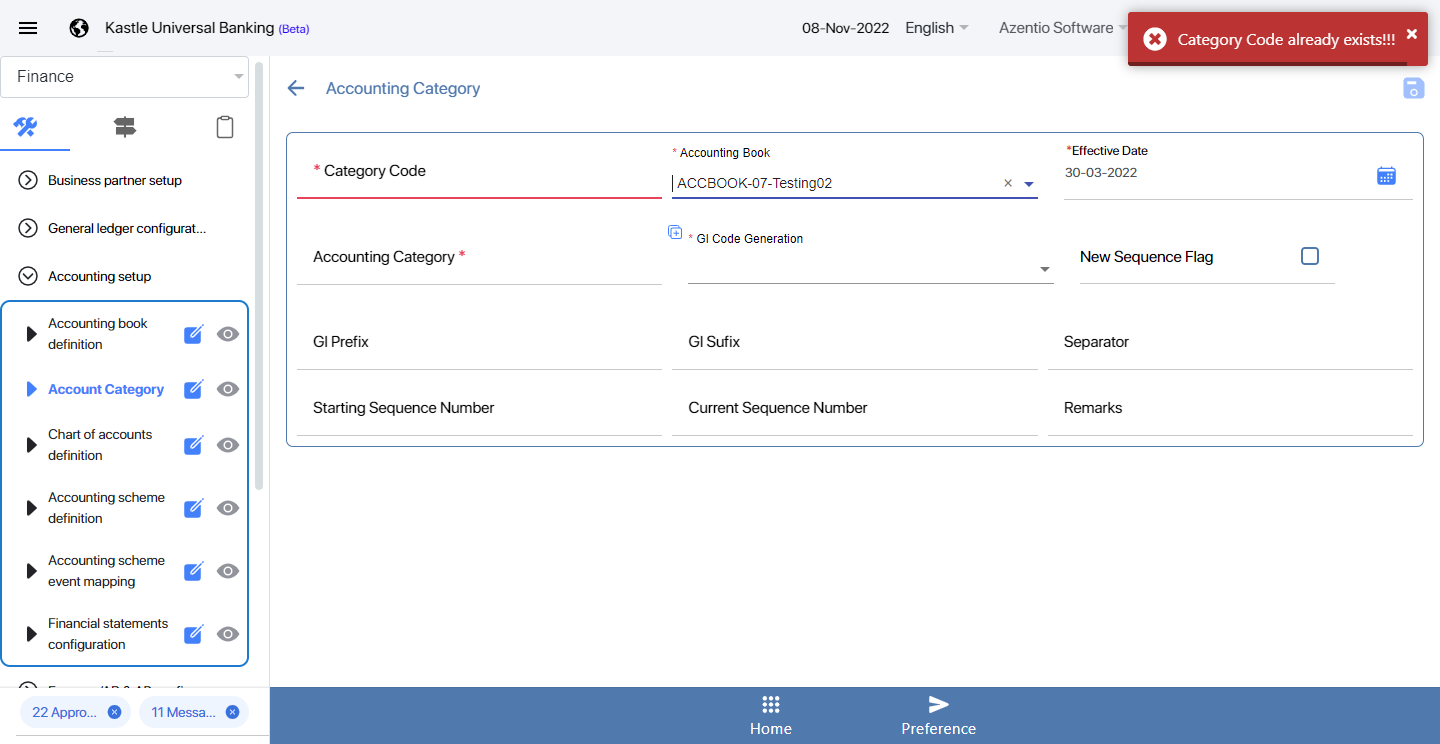 Kastle Universal Banking (Beta)
08-Nov-2022
English
Azentio Software
Category Code already exists!!!
Finance
Accounting Category
Business partner setup
General ledger configurat...
Accounting setup
Accounting book
definition
Account Category
Chart of accounts
definition
Accounting scheme
definition
Accounting scheme
event mapping
Financial statements
configuration
22 Appro...
11 Messa...
* Category Code
* Accounting Book
ACCBOOK-07-Testing02
*Effective Date
30-03-2022
Accounting Category *
* GI Code Generation
New Sequence Flag
GI Prefix
GI Sufix
Separator
Starting Sequence Number
Current Sequence Number
Remarks
Home
Preference